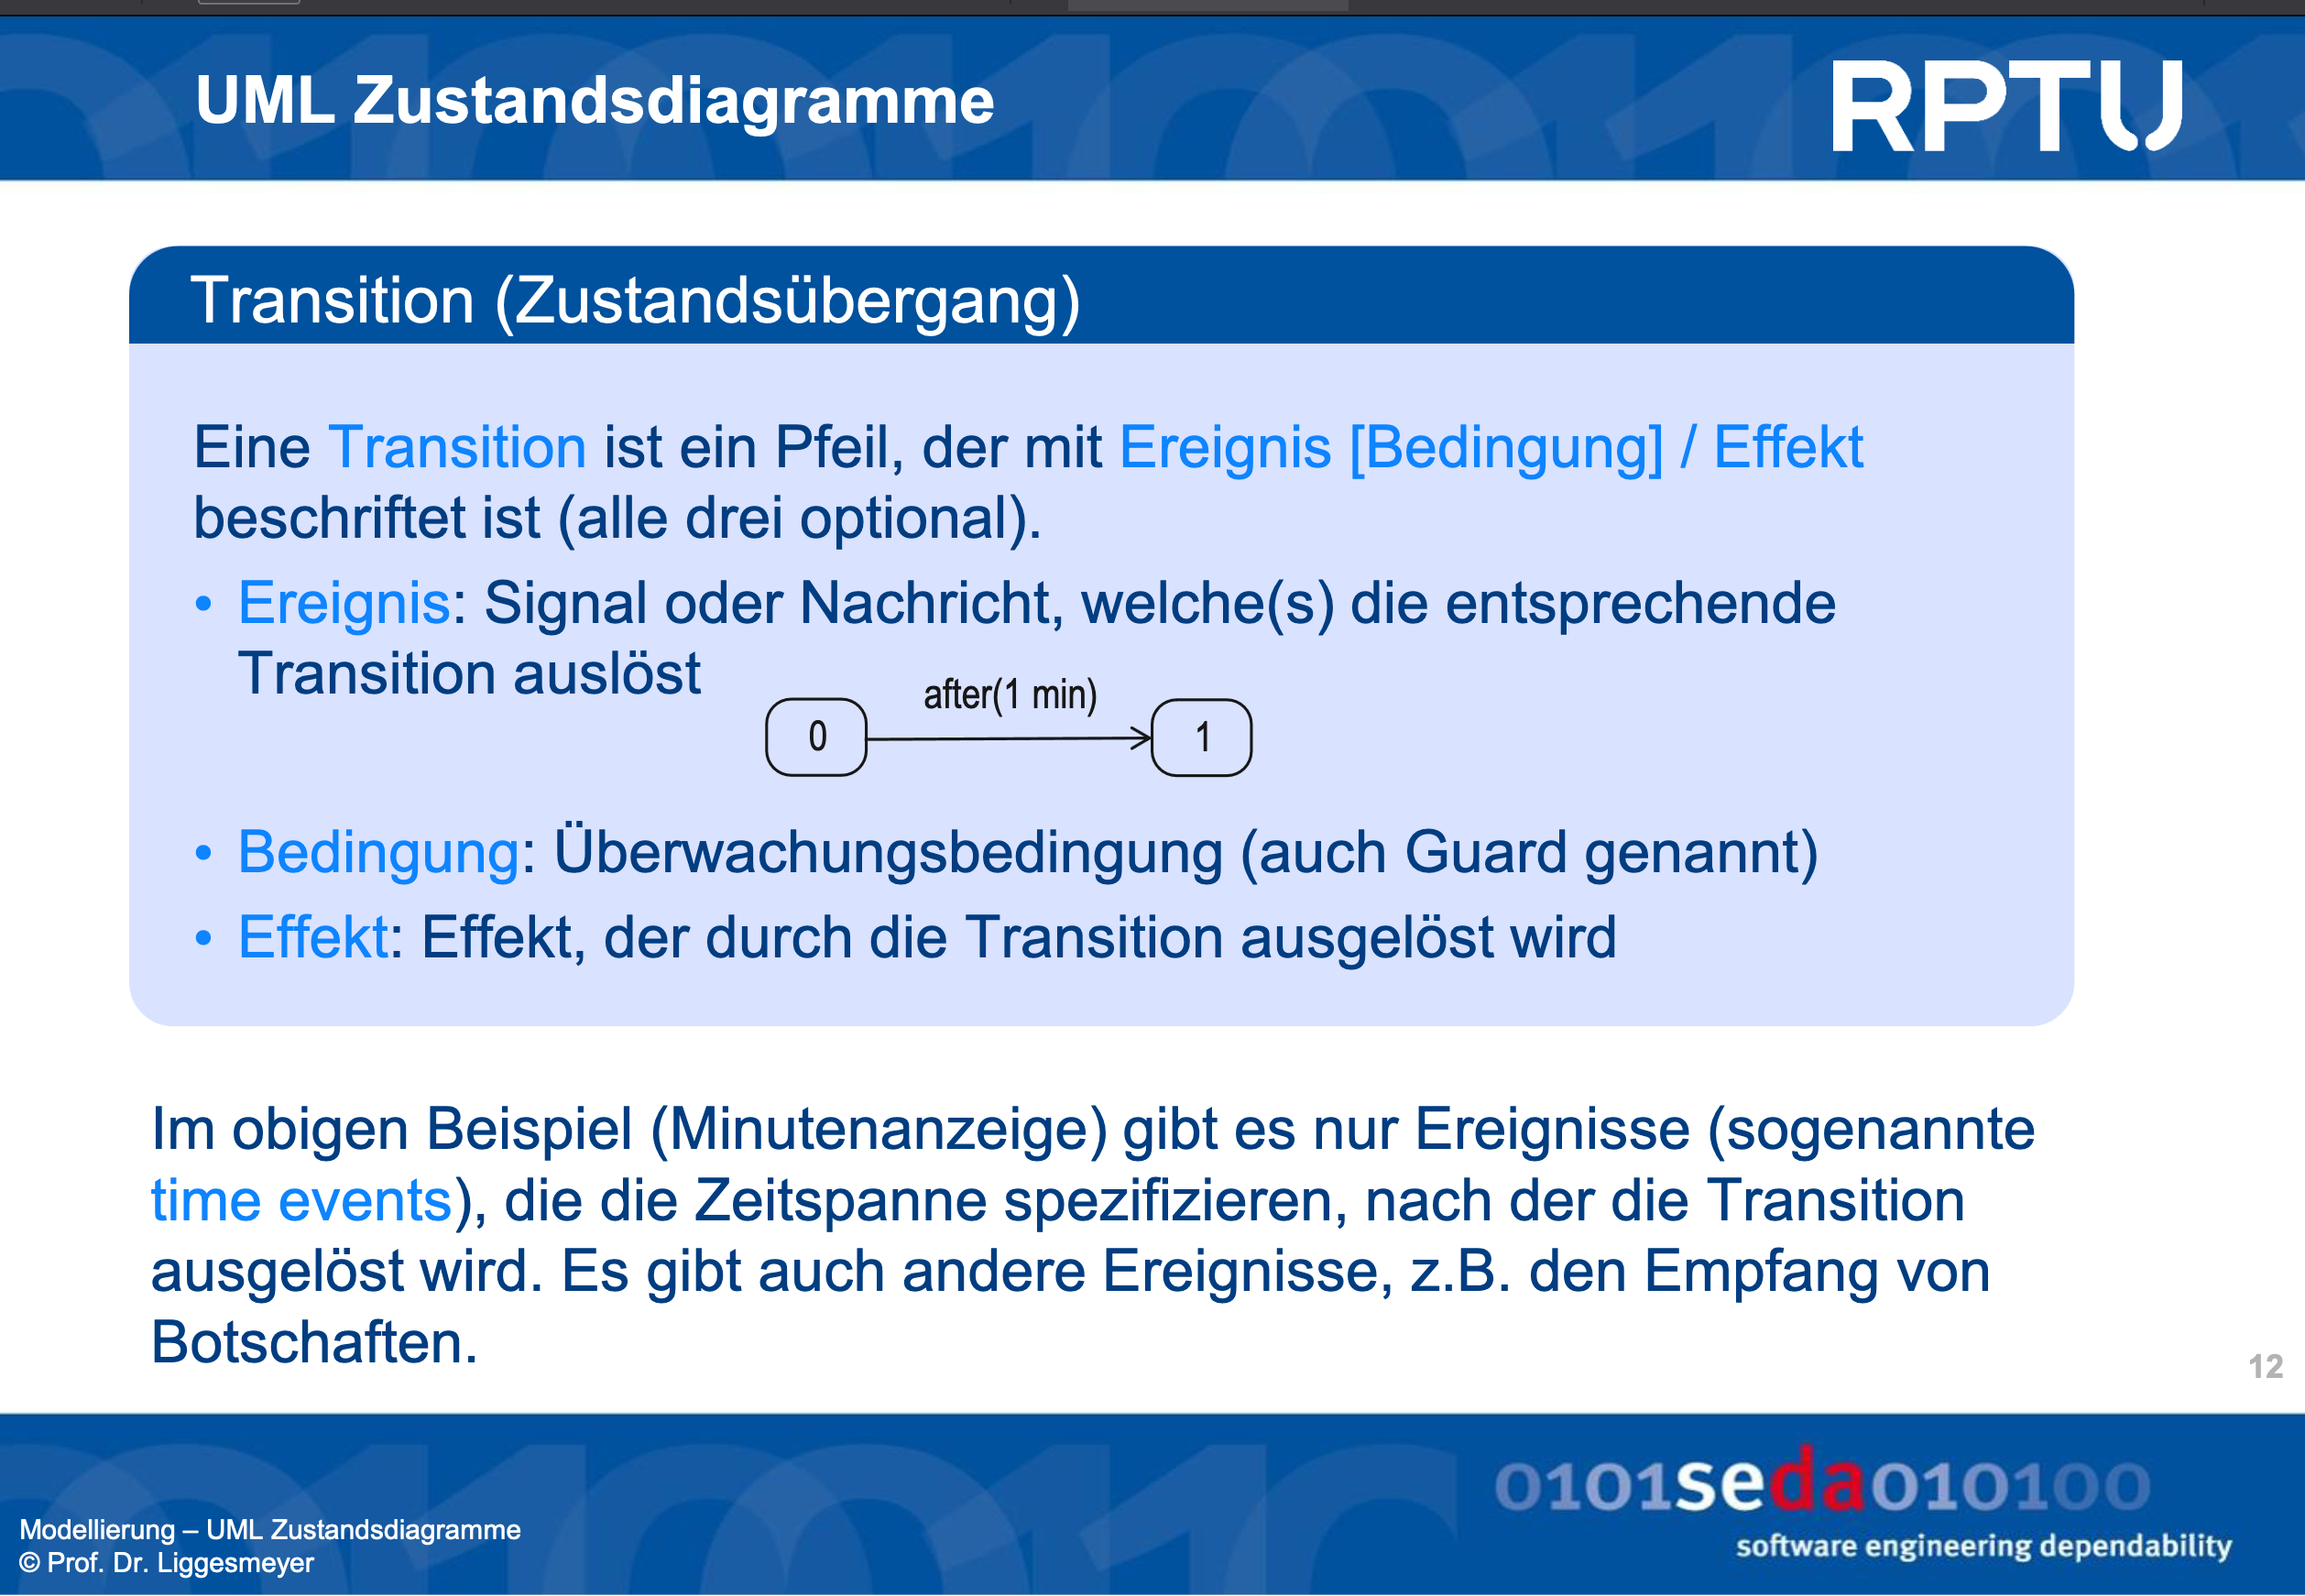 UML Zustandsdiagramme
RPTU
Transition (Zustandsübergang)
Eine Transition ist ein Pfeil, der mit Ereignis [Bedingung] / Effekt
beschriftet ist (alle drei optional).
• Ereignis: Signal oder Nachricht, welche(s) die entsprechende
Transition auslöst
after(1 min)
0
1
• Bedingung: Überwachungsbedingung (auch Guard genannt)
• Effekt: Effekt, der durch die Transition ausgelöst wird
Im obigen Beispiel (Minutenanzeige) gibt es nur Ereignisse (sogenannte
time events), die die Zeitspanne spezifizieren, nach der die Transition
ausgelöst wird. Es gibt auch andere Ereignisse, z.B. den Empfang von
Botschaften.
12
0101seda010100
software engineering dependability
Modellierung – UML Zustandsdiagramme
© Prof. Dr. Liggesmeyer